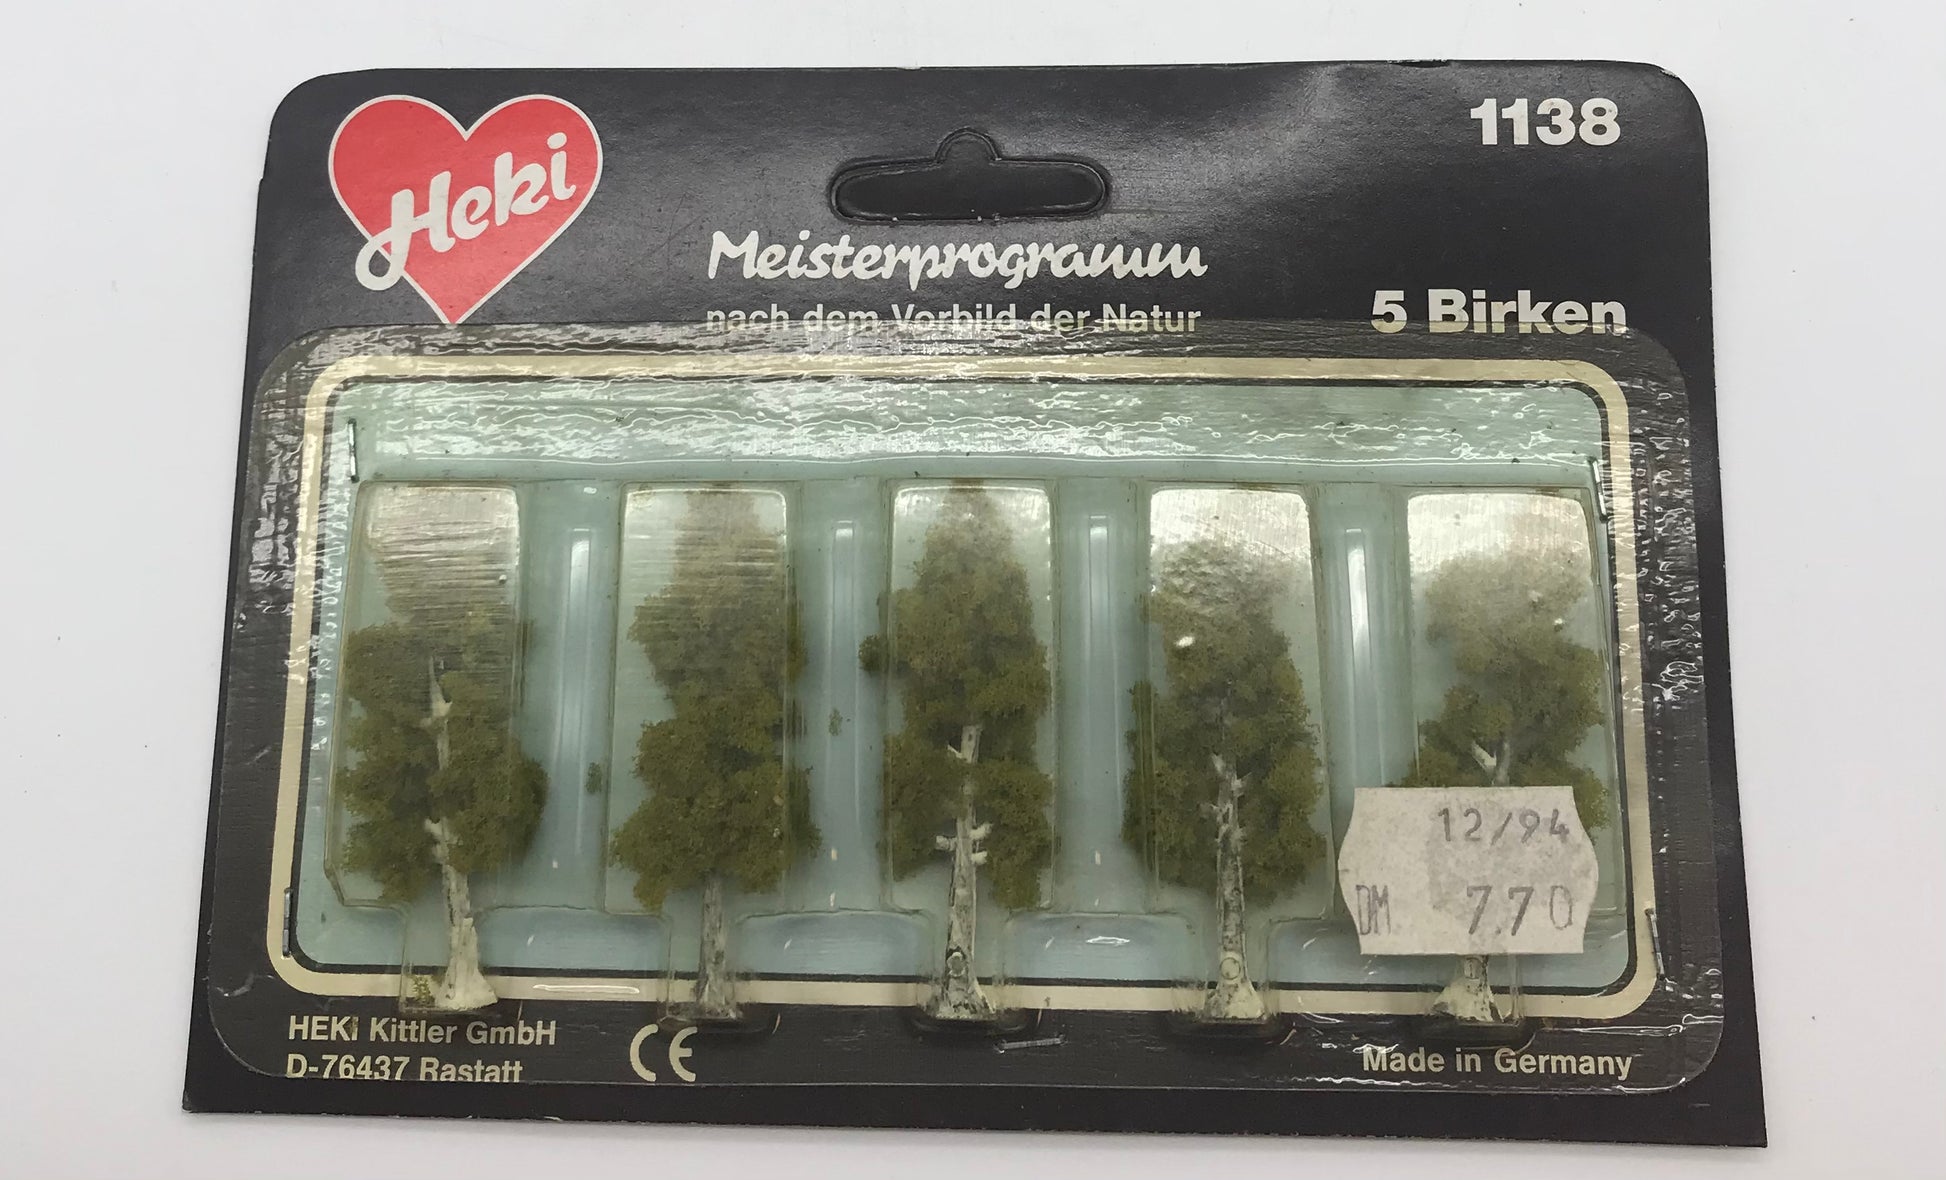 Heki
1138
Meisterprogramm
nach dem Vorbild der Natur
5 Birken
12/94
DM 7.70
HEKI Kittler GmbH
D-76437 Rastatt
CE
Made in Germany